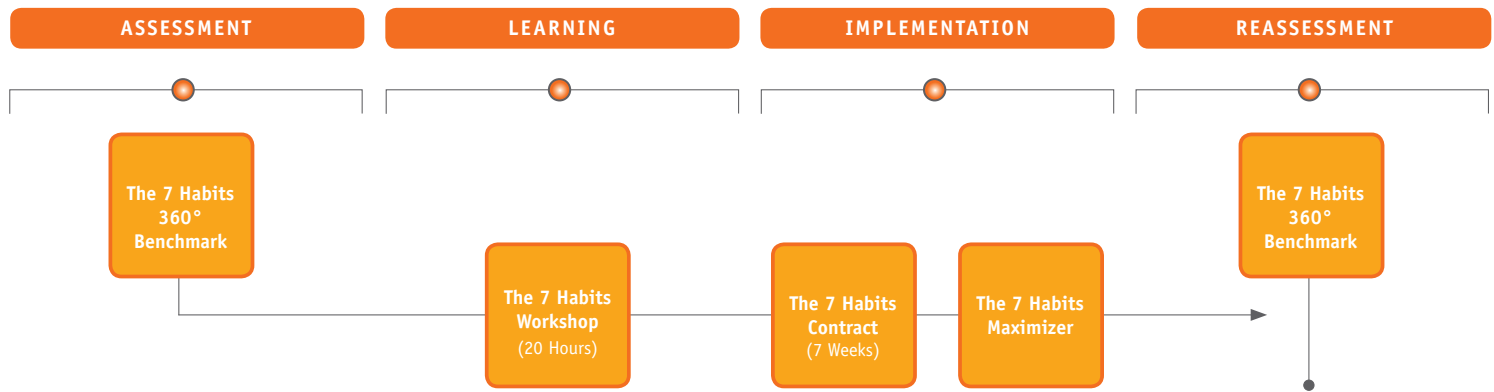 ASSESSMENT
LEARNING
IMPLEMENTATION
REASSESSMENT
The 7 Habits
360°
Benchmark
The 7 Habits
Workshop
(20 Hours)
The 7 Habits
Contract
(7 Weeks)
The 7 Habits
Maximizer
The 7 Habits
360°
Benchmark